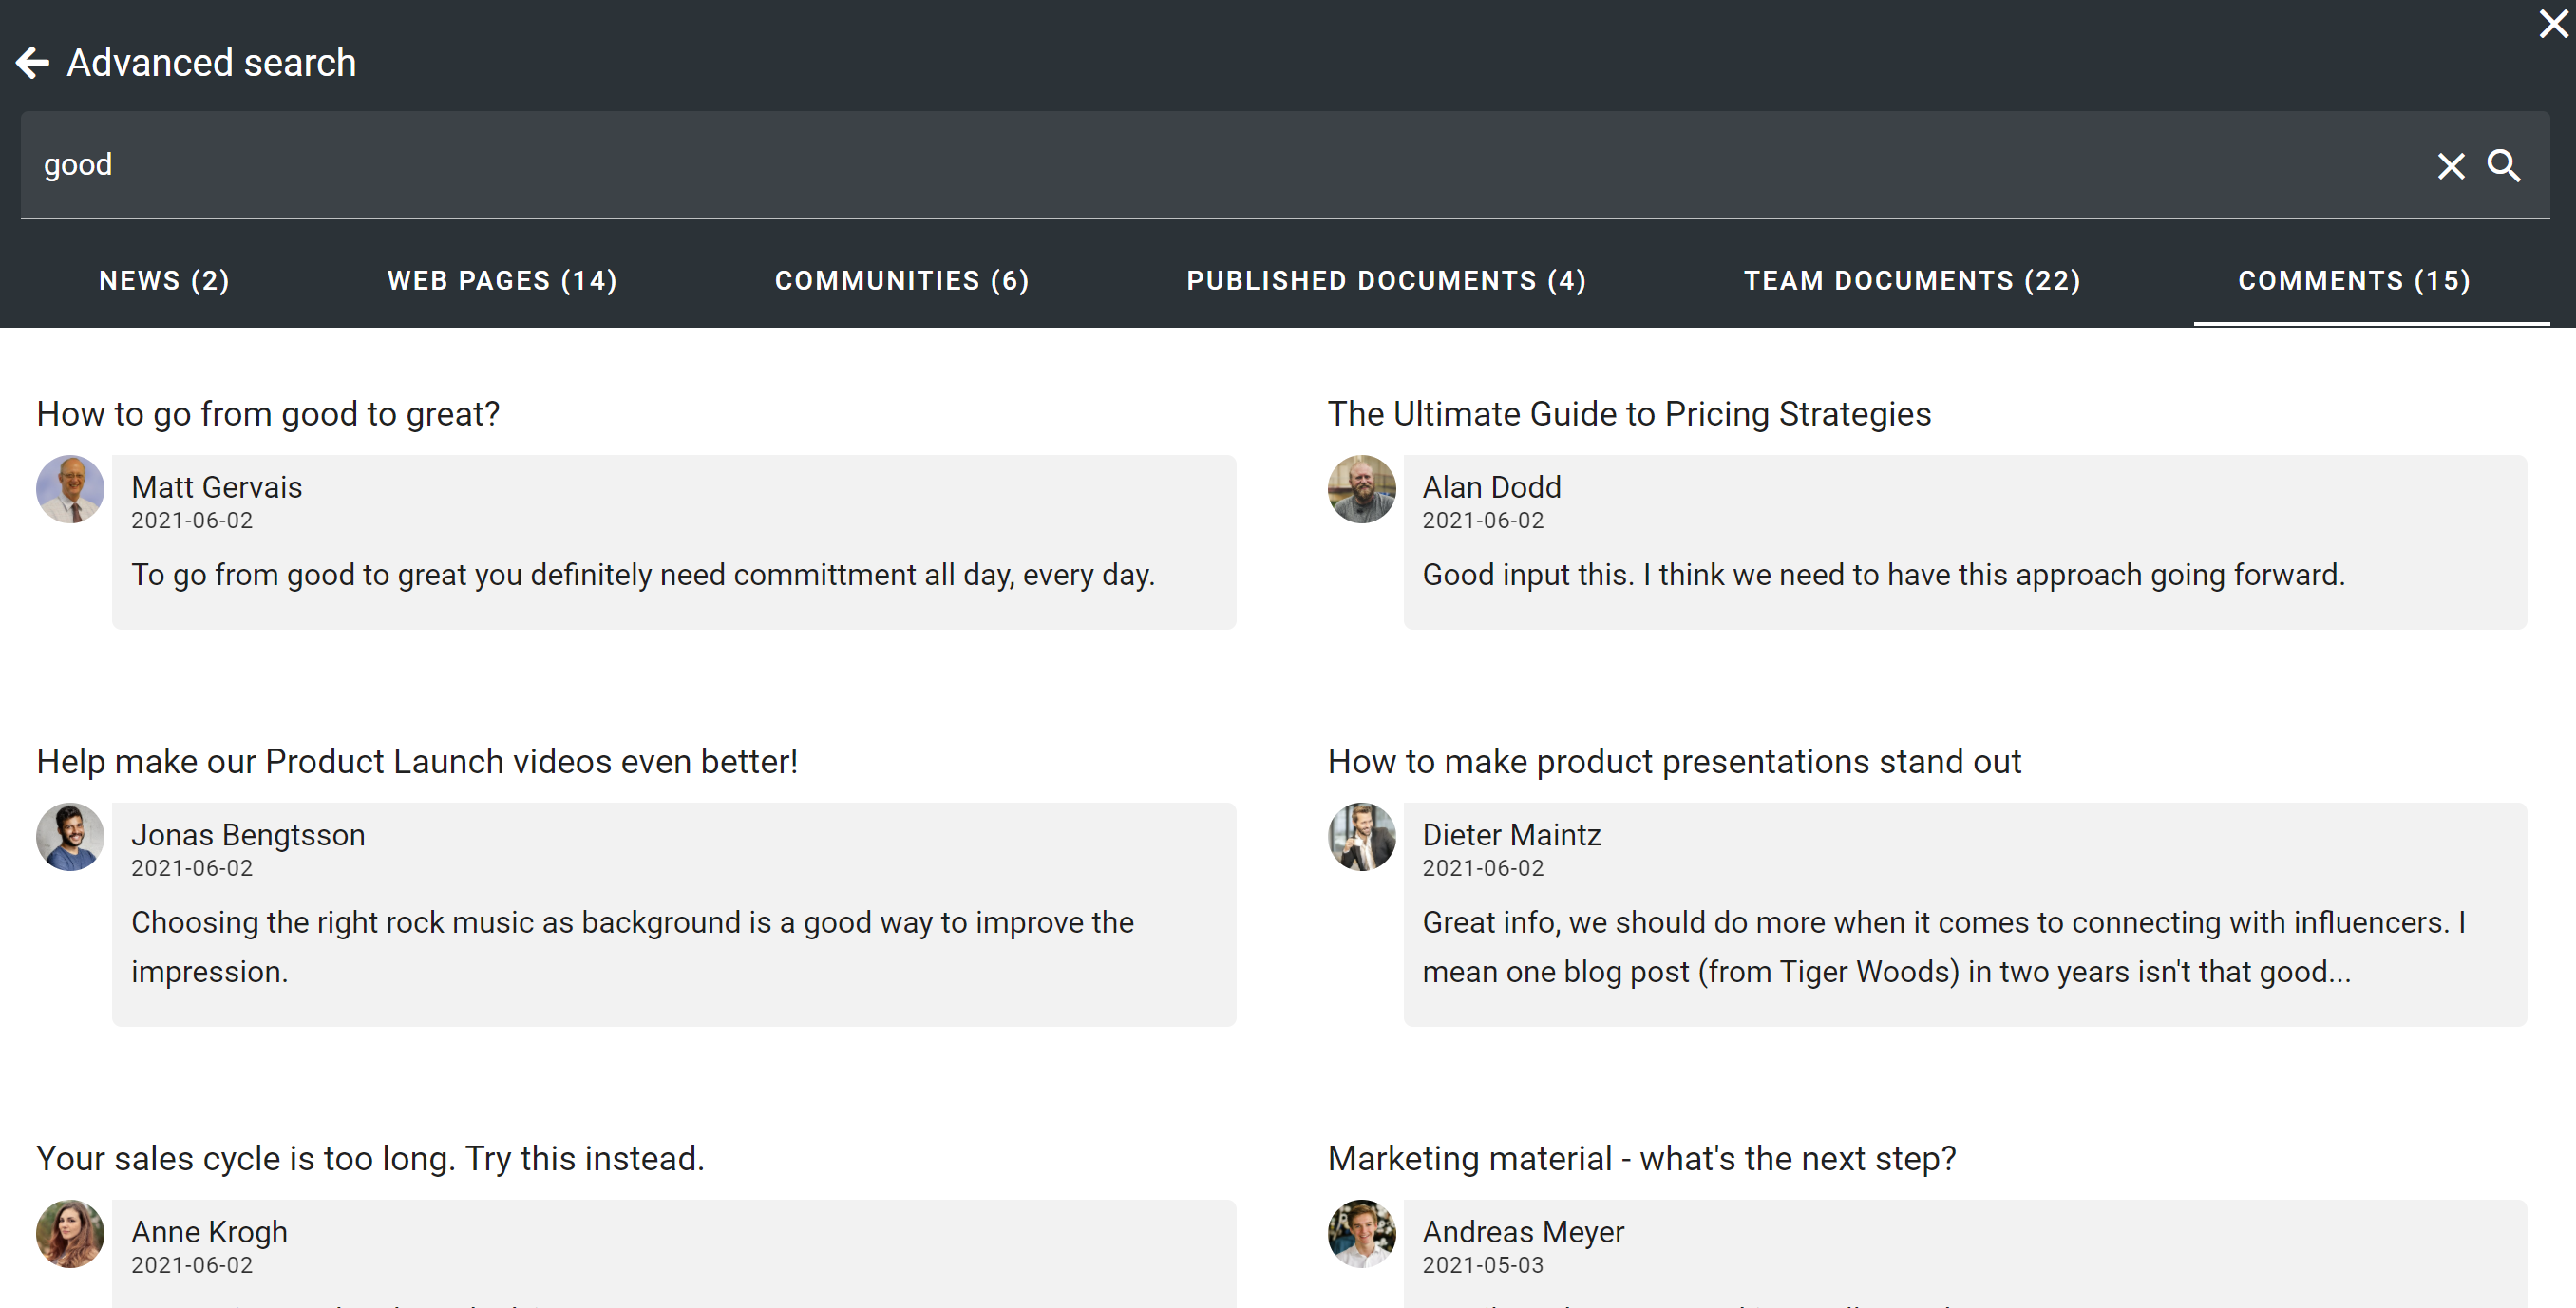 Advanced search
good
NEWS (2)
WEB PAGES (14)
COMMUNITIES (6)
PUBLISHED DOCUMENTS (4)
TEAM DOCUMENTS (22)
COMMENTS (15)
How to go from good to great?
Matt Gervais
2021-06-02
To go from good to great you definitely need committment all day, every day.
The Ultimate Guide to Pricing Strategies
Alan Dodd
2021-06-02
Good input this. I think we need to have this approach going forward.
Help make our Product Launch videos even better!
Jonas Bengtsson
2021-06-02
Choosing the right rock music as background is a good way to improve the
impression.
How to make product presentations stand out
Dieter Maintz
2021-06-02
Great info, we should do more when it comes to connecting with influencers. I
mean one blog post (from Tiger Woods) in two years isn't that good...
Your sales cycle is too long. Try this instead.
Anne Krogh
2021-06-02
Marketing material - what's the next step?
Andreas Meyer
2021-05-03